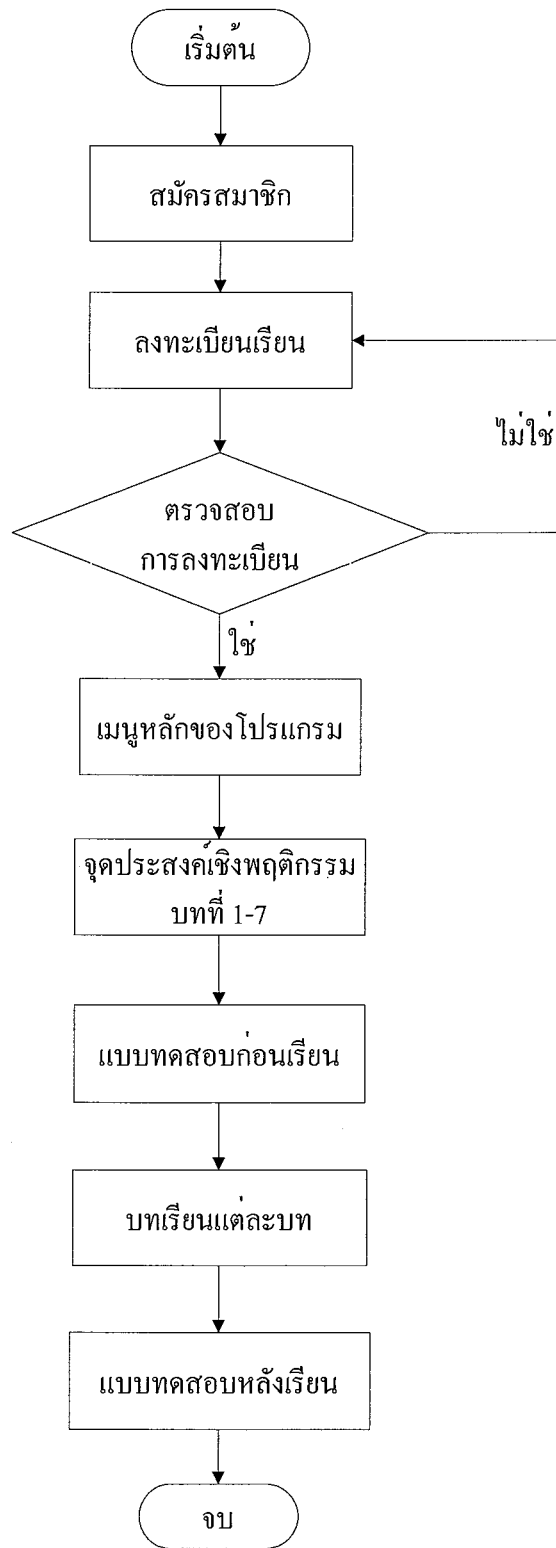 เริ่มต้น
สมัครสมาชิก
ลงทะเบียนเรียน
ไม่ใช่
ตรวจสอบ
การลงทะเบียน
ใช่
เมนูหลักของโปรแกรม
จุดประสงค์เชิงพฤติกรรม
บทที่ 1-7
แบบทดสอบก่อนเรียน
บทเรียนแต่ละบท
แบบทดสอบหลังเรียน
จบ